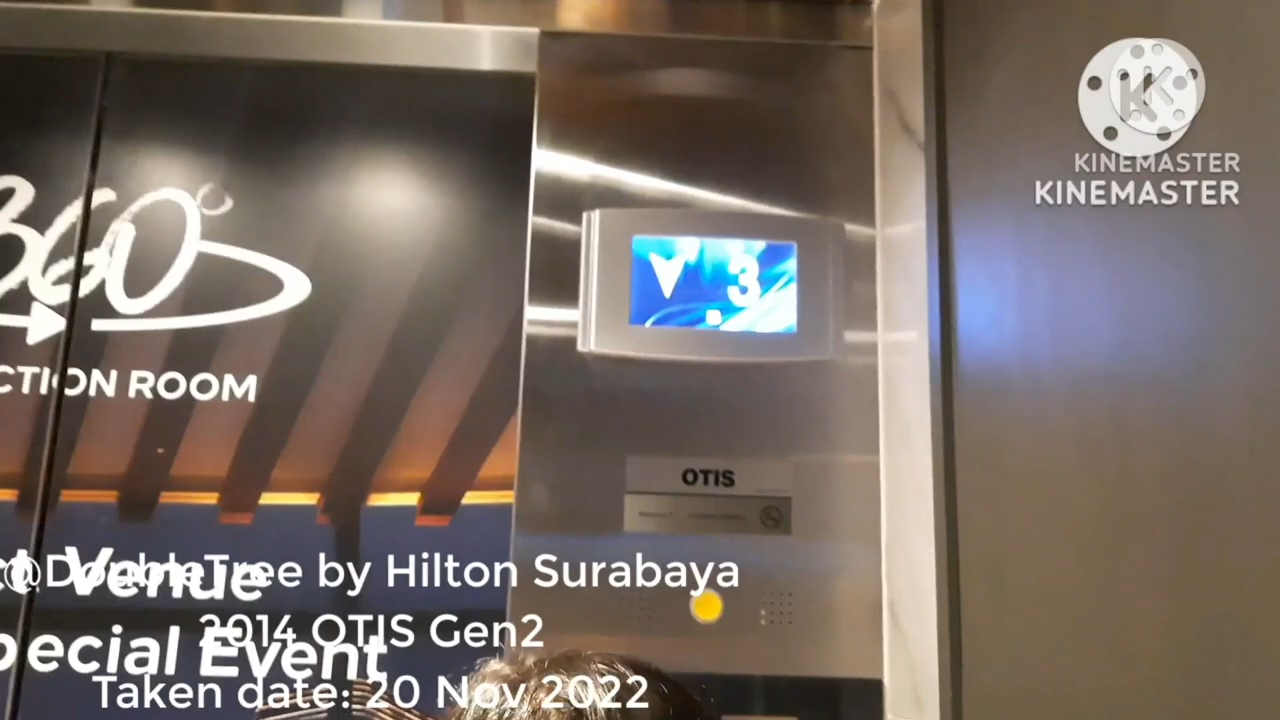 KINEMASTER
KINEMASTER
360°
3
CTION ROOM
OTIS
@DoubleTree by Hilton Surabaya
ct Venue
2014 OTIS Gen2
pecial Event
Taken date: 20 Nov 2022